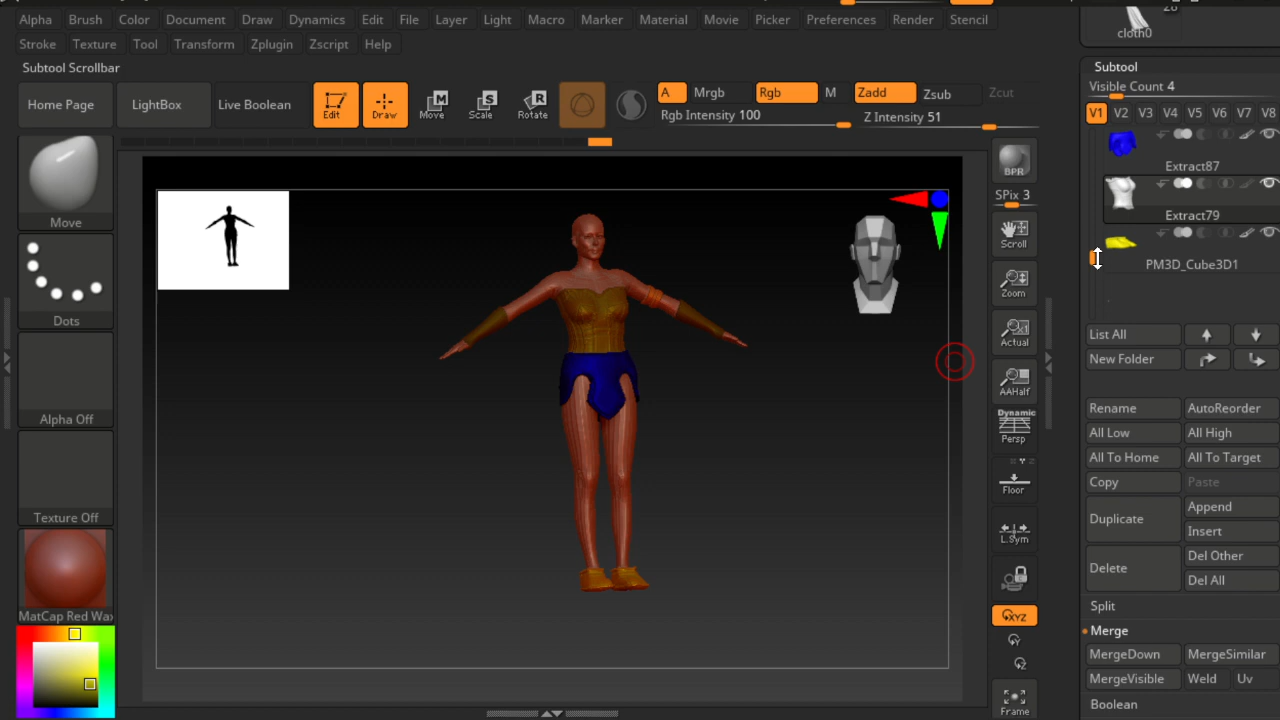 Alpha Brush Color Document Draw Dynamics Edit File Layer Light Macro Marker Material Movie Picker Preferences Render Stencil
Stroke Texture Tool Transform Zplugin Zscript Help
Subtool Scrollbar
Home Page LightBox Live Boolean Edit Draw Move Scale Rotate
A Mrgb Rgb M Zadd Zsub Zcut
Rgb Intensity 100 Z Intensity 51
Move
Dots
Alpha Off
Texture Off
MatCap Red Wax
BPR
SPix 3
Scroll
Zoom
Actual
AAHalf
Dynamic
Persp
Floor
L.Sym
XYZ
Frame
cloth0
Subtool
Visible Count 4
V1 V2 V3 V4 V5 V6 V7 V8
Extract87
Extract79
PM3D_Cube3D1
List All
New Folder
Rename AutoReorder
All Low All High
All To Home All To Target
Copy Paste
Duplicate Append
Insert
Delete Del Other
Del All
Split
Merge
MergeDown MergeSimilar
MergeVisible Weld Uv
Boolean